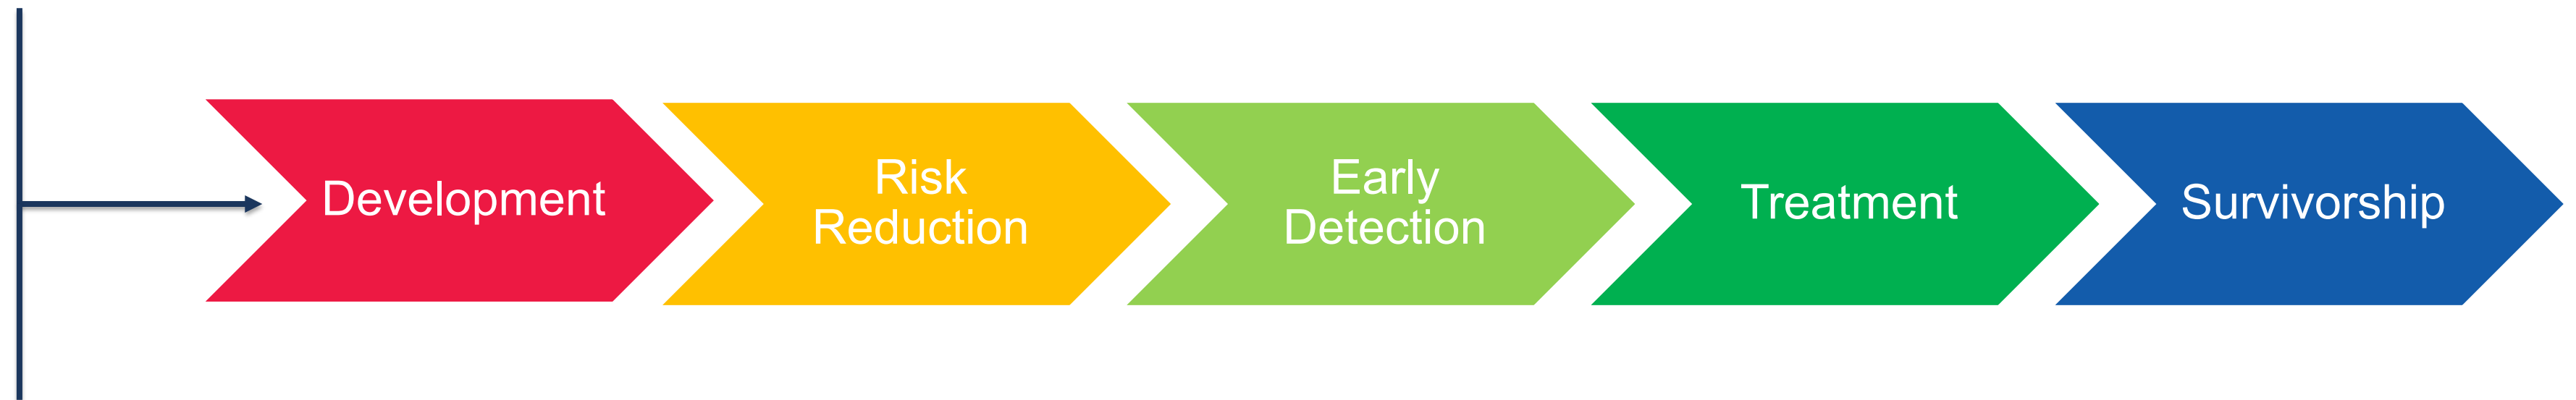 Development
Risk
Reduction
Early
Detection
Treatment
Survivorship